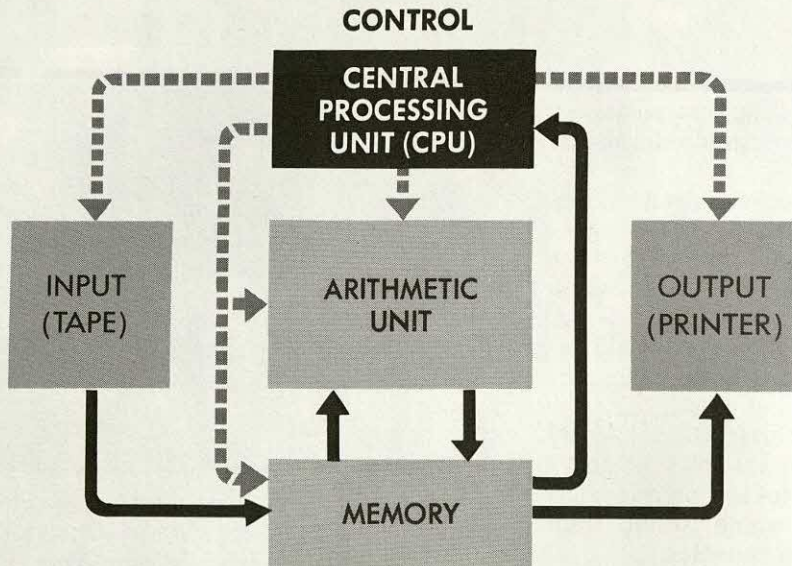 CONTROL
CENTRAL
PROCESSING
UNIT (CPU)
INPUT
(TAPE)
ARITHMETIC
UNIT
OUTPUT
(PRINTER)
MEMORY